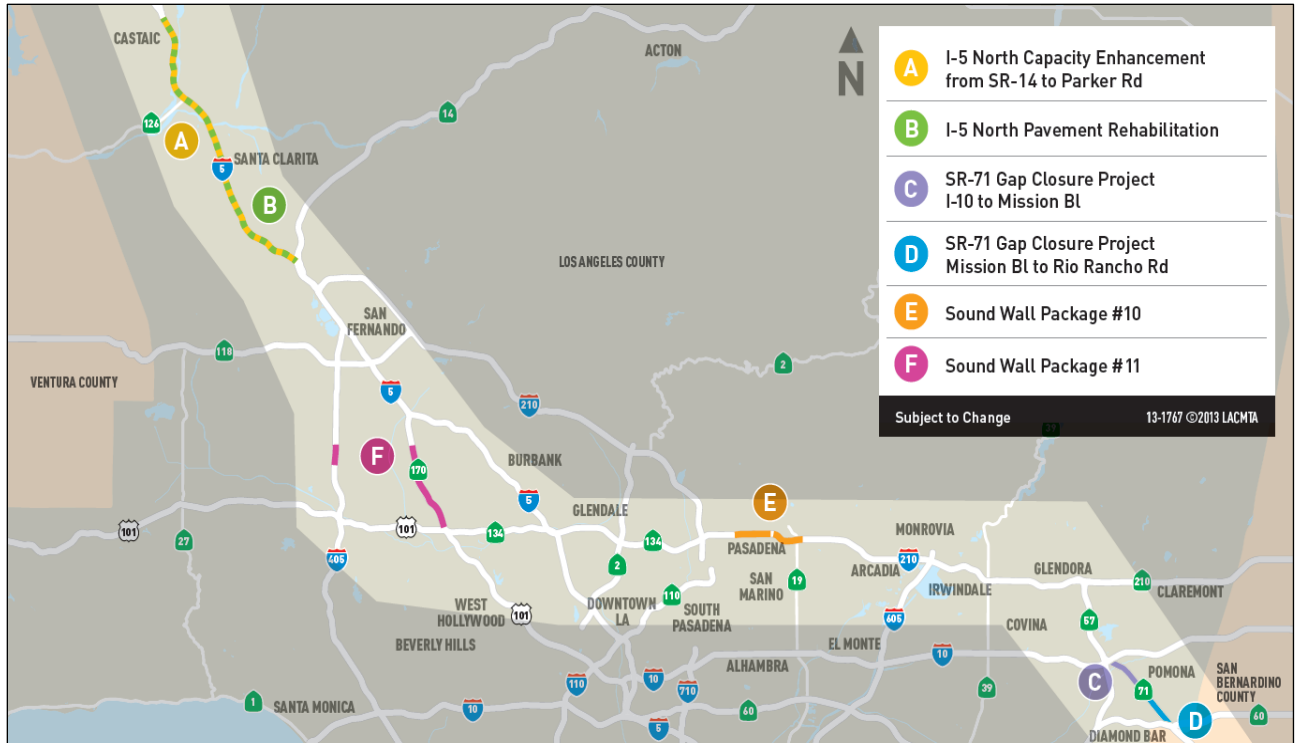 CASTAIC
ACTON
N
A
I-5 North Capacity Enhancement
from SR-14 to Parker Rd
B
I-5 North Pavement Rehabilitation
C
SR-71 Gap Closure Project
I-10 to Mission Bl
D
SR-71 Gap Closure Project
Mission Bl to Rio Rancho Rd
E
Sound Wall Package #10
F
Sound Wall Package #11
Subject to Change
13-1767 ©2013 LACMTA
14
126
A
5
SANTA CLARITA
B
LOS ANGELES COUNTY
SAN
FERNANDO
118
2
VENTURA COUNTY
5
210
39
F
170
BURBANK
5
E
GLENDALE
101
27
101
134
134
PASADENA
MONROVIA
405
2
210
ARCADIA
19
SAN
MARINO
IRWINDALE
GLENDORA
210
CLAREMONT
110
WEST
HOLLYWOOD
101
DOWNTOWN
LA
SOUTH
PASADENA
605
COVINA
57
BEVERLY HILLS
EL MONTE
10
ALHAMBRA
C
POMONA
SAN
BERNARDINO
COUNTY
1
SANTA MONICA
10
110
10
710
39
71
60
5
D
60
DIAMOND BAR